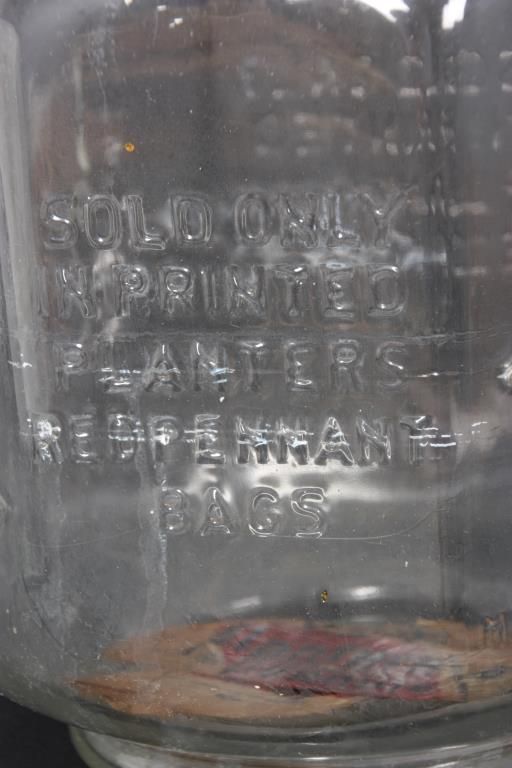 SOLD ONLY
IN PRINTED
PLANTERS
RED PENNANT
BAGS